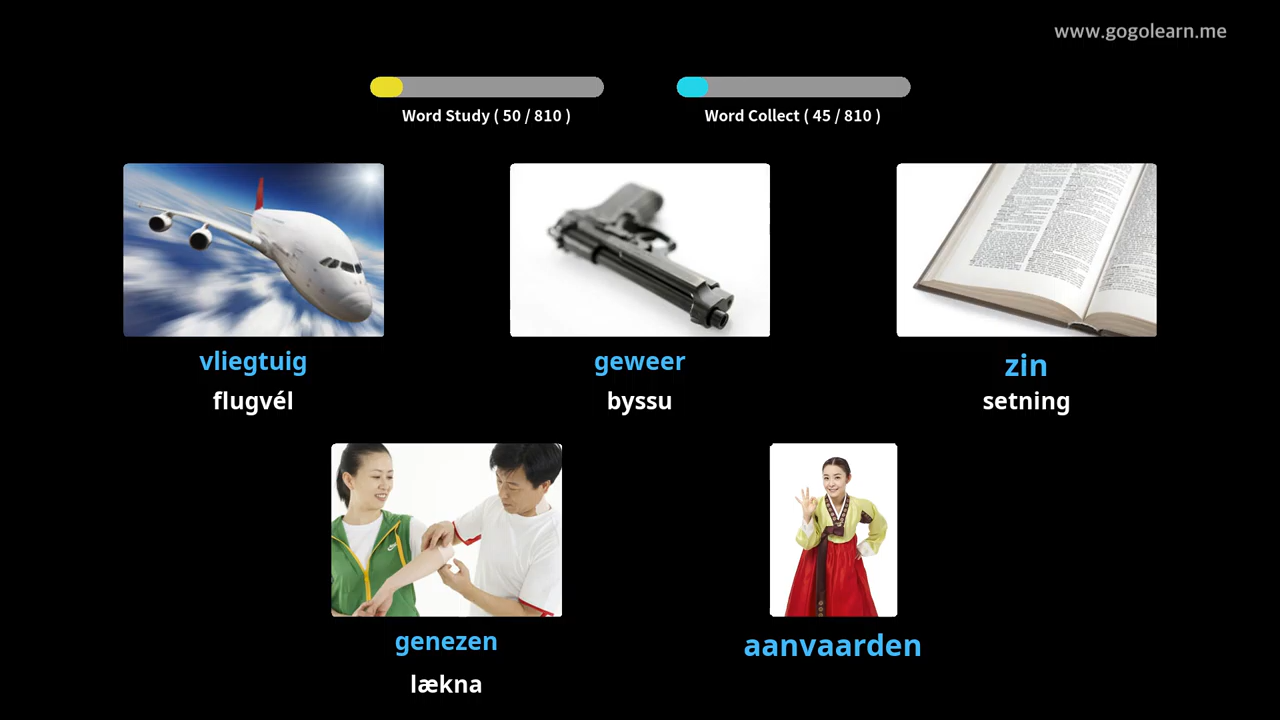 www.gogolearn.me
Word Study ( 50 / 810 )
Word Collect ( 45 / 810 )
vliegtuig
flugvél
geweer
byssu
zin
setning
genezen
lækna
aanvaarden